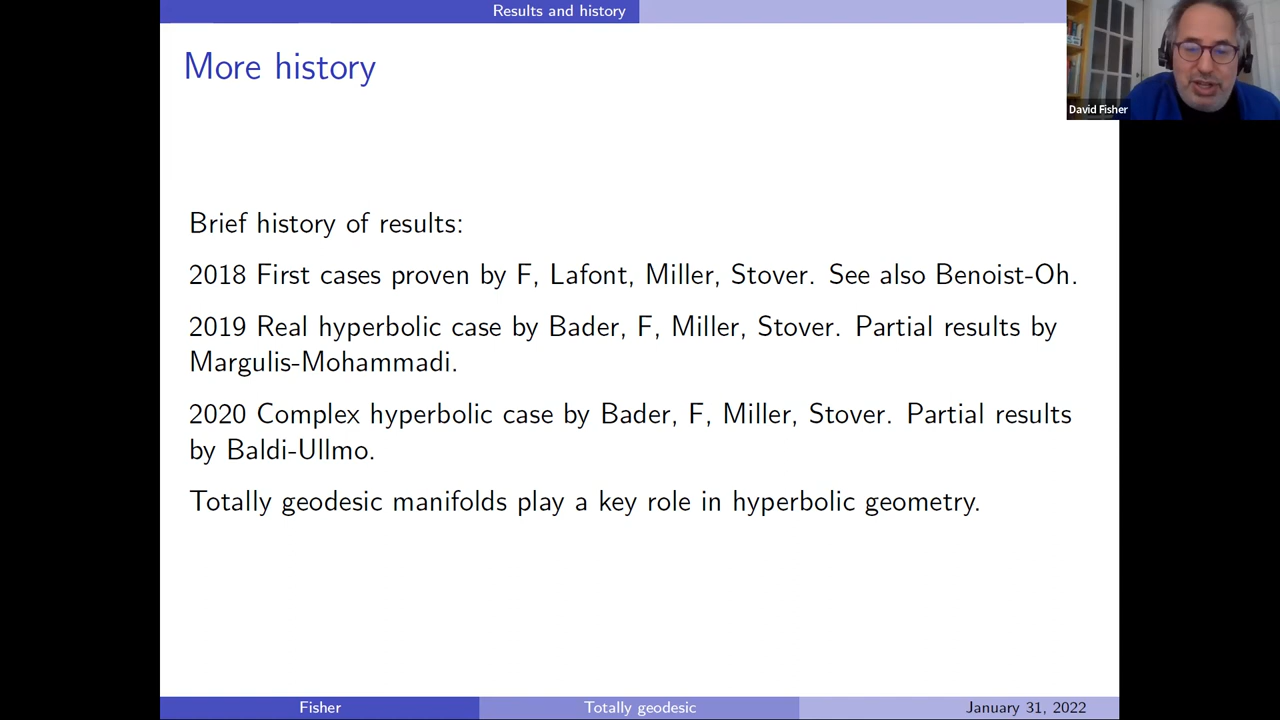 Results and history
More history
David Fisher
Brief history of results:
2018 First cases proven by F, Lafont, Miller, Stover. See also Benoist-Oh.
2019 Real hyperbolic case by Bader, F, Miller, Stover. Partial results by
Margulis-Mohammadi.
2020 Complex hyperbolic case by Bader, F, Miller, Stover. Partial results
by Baldi-Ullmo.
Totally geodesic manifolds play a key role in hyperbolic geometry.
Fisher
Totally geodesic
January 31, 2022